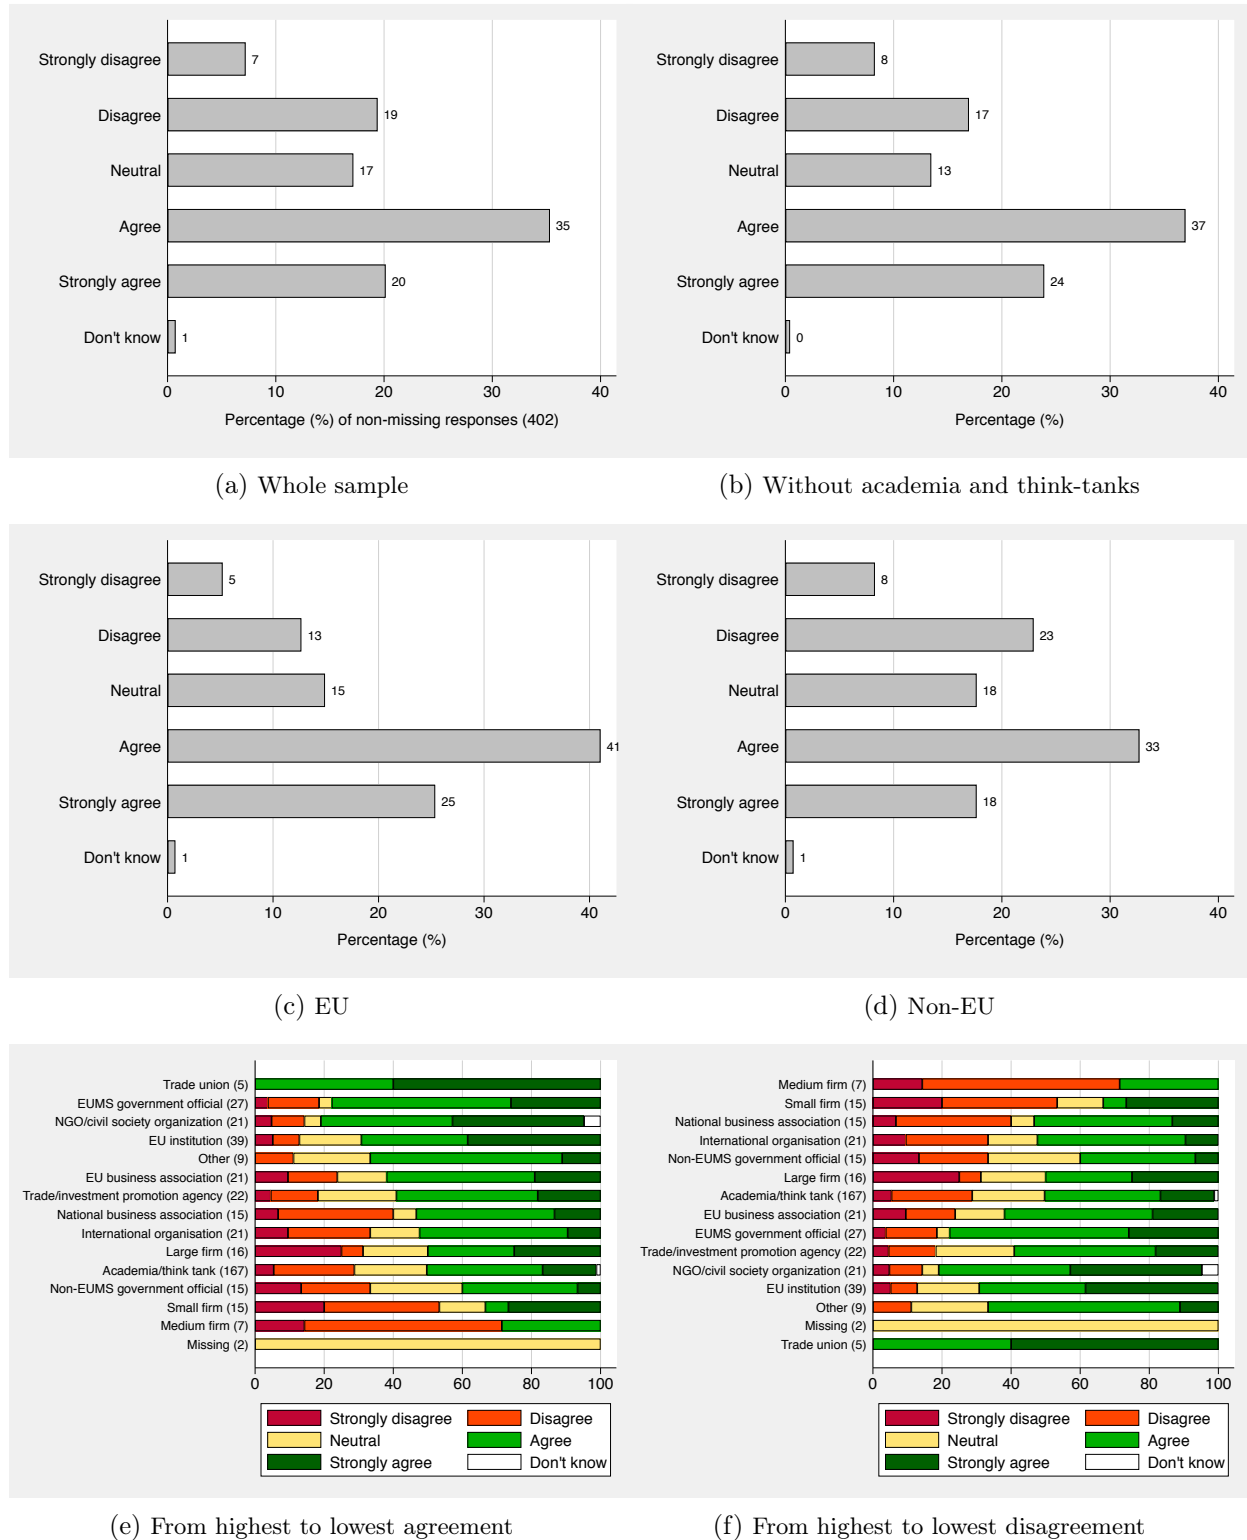 Strongly disagree 7
Disagree 19
Neutral 17
Agree 35
Strongly agree 20
Don't know 1
0 10 20 30 40
Percentage (%) of non-missing responses (402)
(a) Whole sample
Strongly disagree 8
Disagree 17
Neutral 13
Agree 37
Strongly agree 24
Don't know 0
0 10 20 30 40
Percentage (%)
(b) Without academia and think-tanks
Strongly disagree 5
Disagree 13
Neutral 15
Agree 41
Strongly agree 25
Don't know 1
0 10 20 30 40
Percentage (%)
(c) EU
Strongly disagree 8
Disagree 23
Neutral 18
Agree 33
Strongly agree 18
Don't know 1
0 10 20 30 40
Percentage (%)
(d) Non-EU
Trade union (5)
EUMS government official (27)
NGO/civil society organization (21)
EU institution (39)
Other (9)
EU business association (21)
Trade/investment promotion agency (22)
National business association (15)
International organisation (21)
Large firm (16)
Academia/think tank (167)
Non-EUMS government official (15)
Small firm (15)
Medium firm (7)
Missing (2)
0 20 40 60 80 100
Strongly disagree Disagree
Neutral Agree
Strongly agree Don't know
(e) From highest to lowest agreement
Medium firm (7)
Small firm (15)
National business association (15)
International organisation (21)
Non-EUMS government official (15)
Large firm (16)
Academia/think tank (167)
EU business association (21)
EUMS government official (27)
Trade/investment promotion agency (22)
NGO/civil society organization (21)
EU institution (39)
Other (9)
Missing (2)
Trade union (5)
0 20 40 60 80 100
Strongly disagree Disagree
Neutral Agree
Strongly agree Don't know
(f) From highest to lowest disagreement